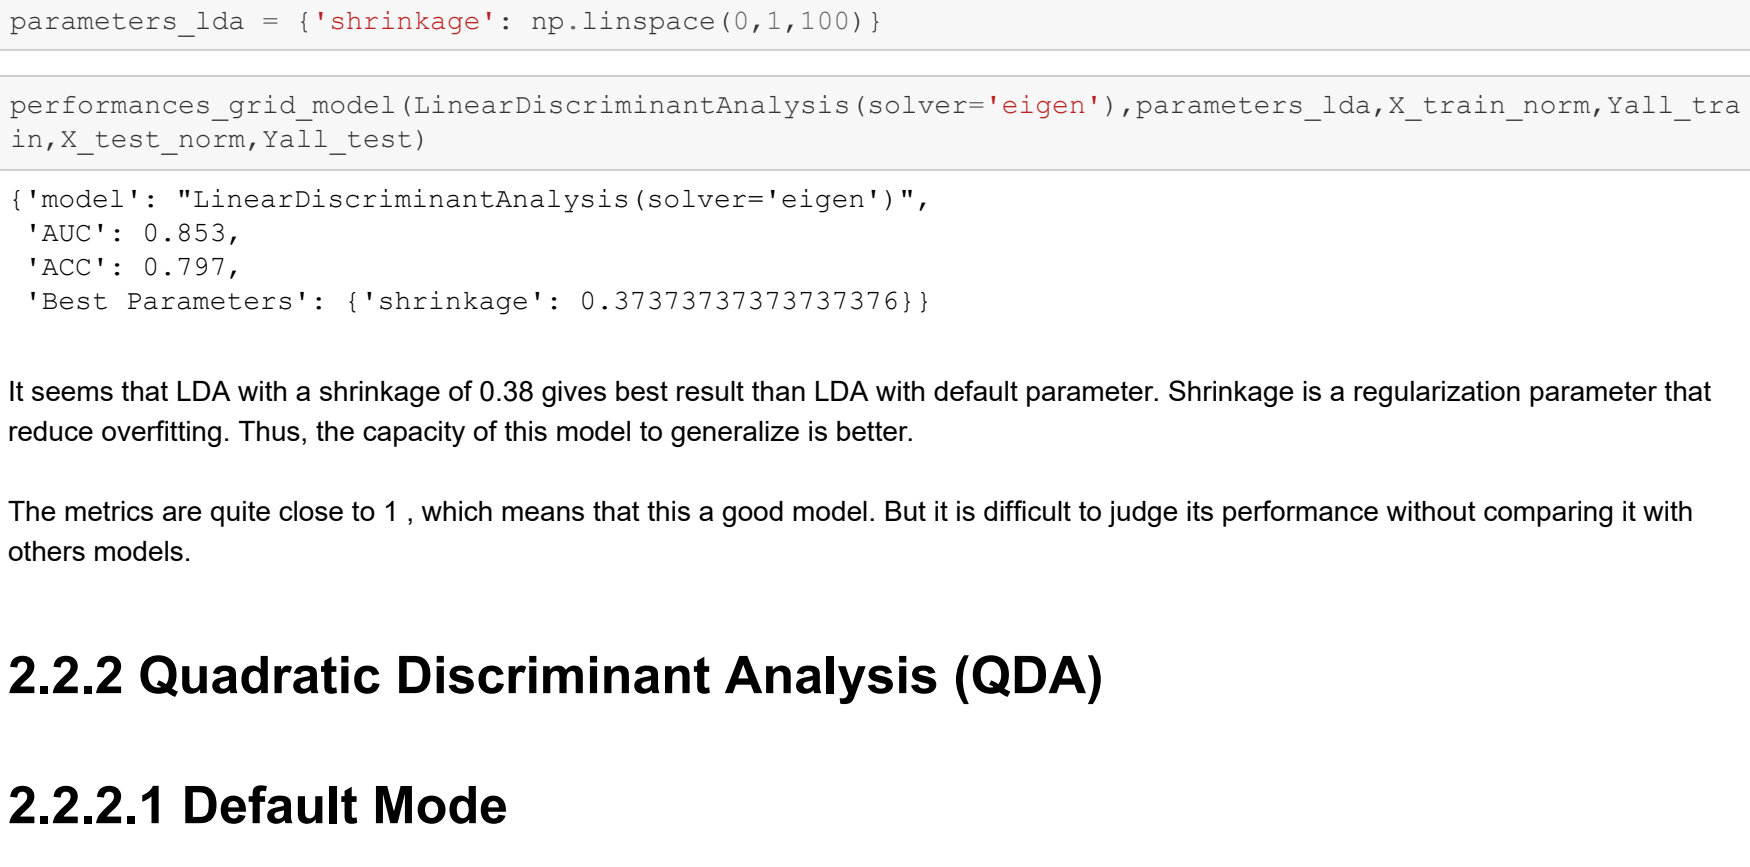 parameters_lda = {'shrinkage': np.linspace(0,1,100)}
performances_grid_model(LinearDiscriminantAnalysis(solver='eigen'),parameters_lda,X_train_norm,Yall_tra
in,X_test_norm,Yall_test)
{'model': "LinearDiscriminantAnalysis(solver='eigen')",
 'AUC': 0.853,
 'ACC': 0.797,
 'Best Parameters': {'shrinkage': 0.37373737373737376}}
It seems that LDA with a shrinkage of 0.38 gives best result than LDA with default parameter. Shrinkage is a regularization parameter that
reduce overfitting. Thus, the capacity of this model to generalize is better.
The metrics are quite close to 1 , which means that this a good model. But it is difficult to judge its performance without comparing it with
others models.
2.2.2 Quadratic Discriminant Analysis (QDA)
2.2.2.1 Default Mode